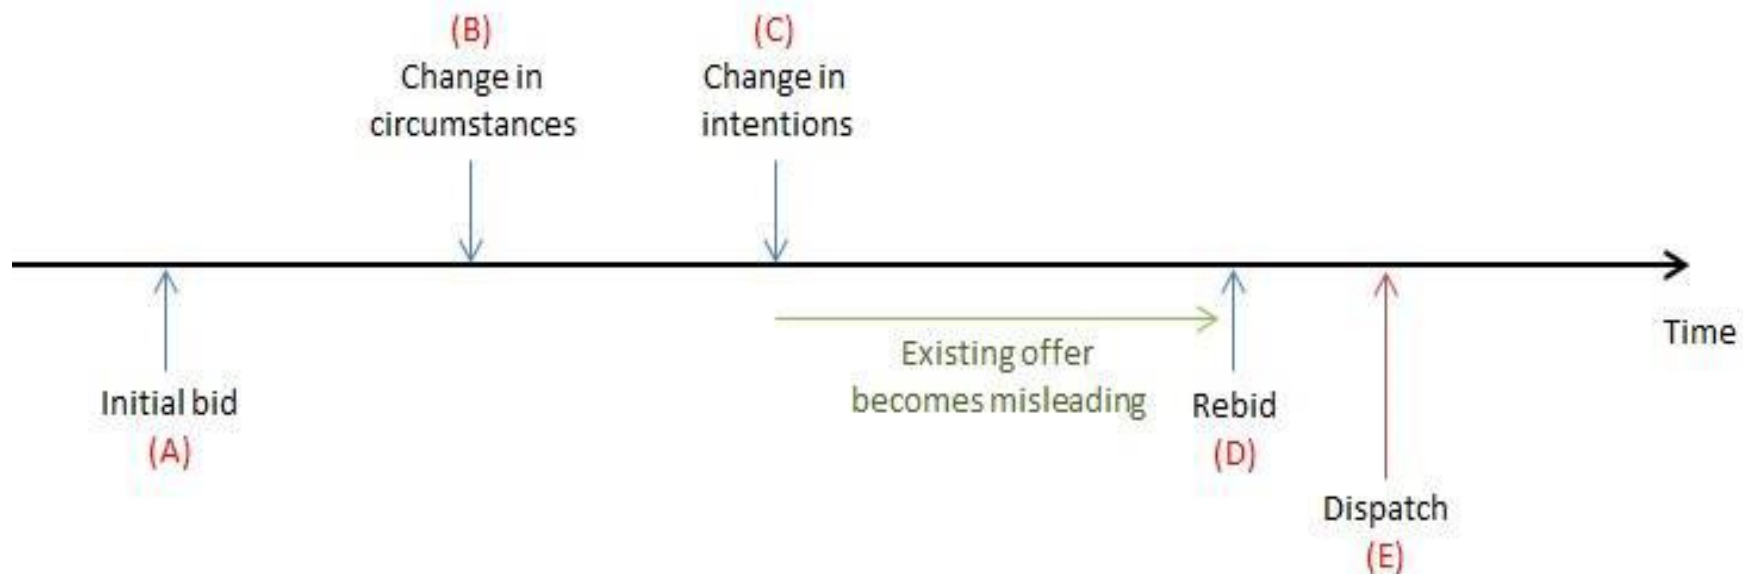 (B)
Change in
circumstances
(C)
Change in
intentions
Time
Existing offer
becomes misleading
Initial bid
(A)
Rebid
(D)
Dispatch
(E)